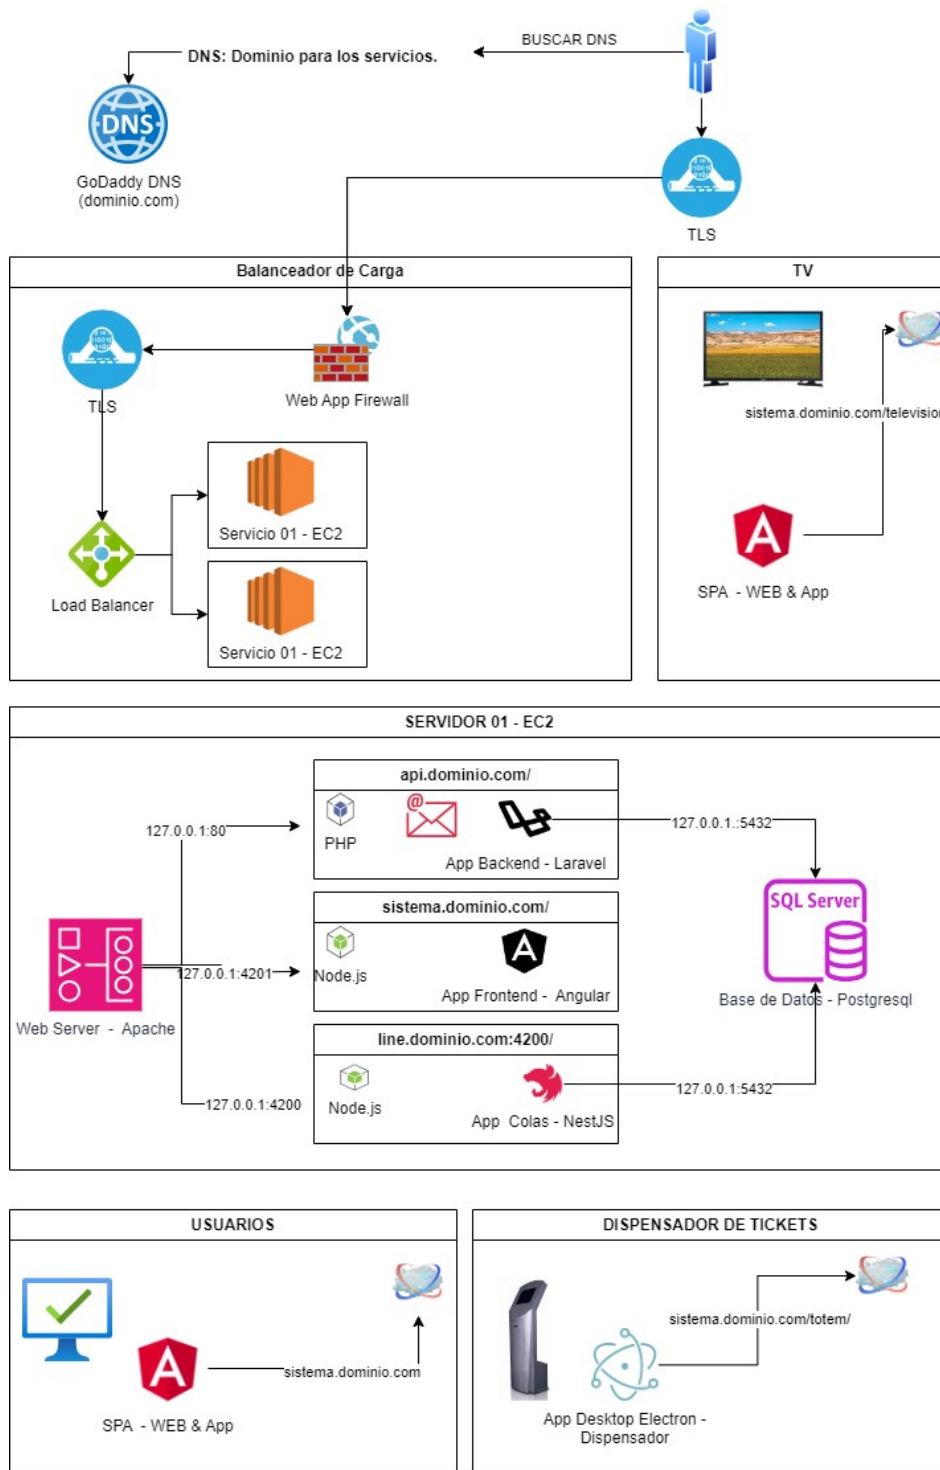 BUSCAR DNS
DNS: Dominio para los servicios.
DNS
GoDaddy DNS
(dominio.com)
TLS
Balanceador de Carga
TLS
Web App Firewall
Servicio 01 - EC2
Load Balancer
Servicio 01 - EC2
TV
sistema.dominio.com/television
SPA - WEB & App
SERVIDOR 01 - EC2
api.dominio.com/
127.0.0.1:80
@
PHP
App Backend - Laravel
127.0.0.1.:5432
sistema.dominio.com/
127.0.0.1:4201
Node.js
App Frontend - Angular
SQL Server
Base de Datos - Postgresql
Web Server - Apache
line.dominio.com:4200/
127.0.0.1:4200
Node.js
App Colas - NestJS
127.0.0.1:5432
USUARIOS
sistema.dominio.com
SPA - WEB & App
DISPENSADOR DE TICKETS
sistema.dominio.com/totem/
App Desktop Electron -
Dispensador